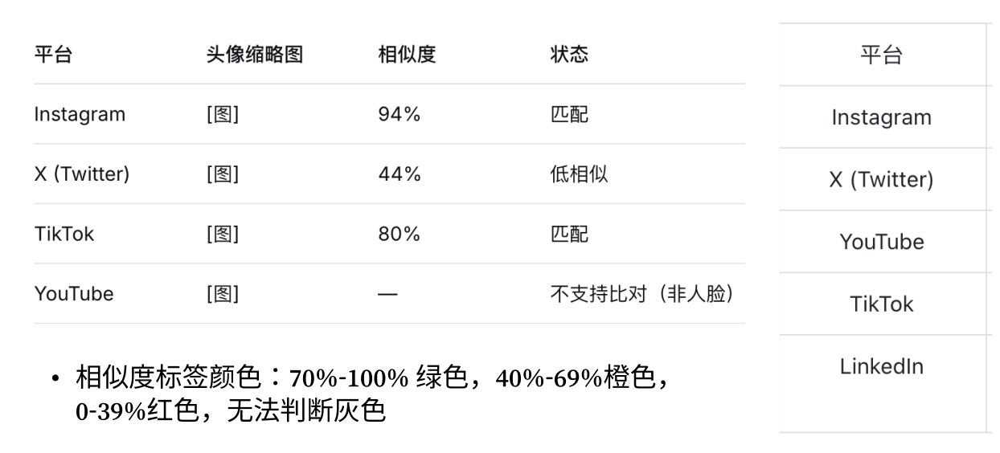 平台 头像缩略图 相似度 状态
Instagram [图] 94% 匹配
X (Twitter) [图] 44% 低相似
TikTok [图] 80% 匹配
YouTube [图] — 不支持比对（非人脸）
• 相似度标签颜色：70%-100% 绿色，40%-69%橙色，
0-39%红色，无法判断灰色
平台
Instagram
X (Twitter)
YouTube
TikTok
LinkedIn